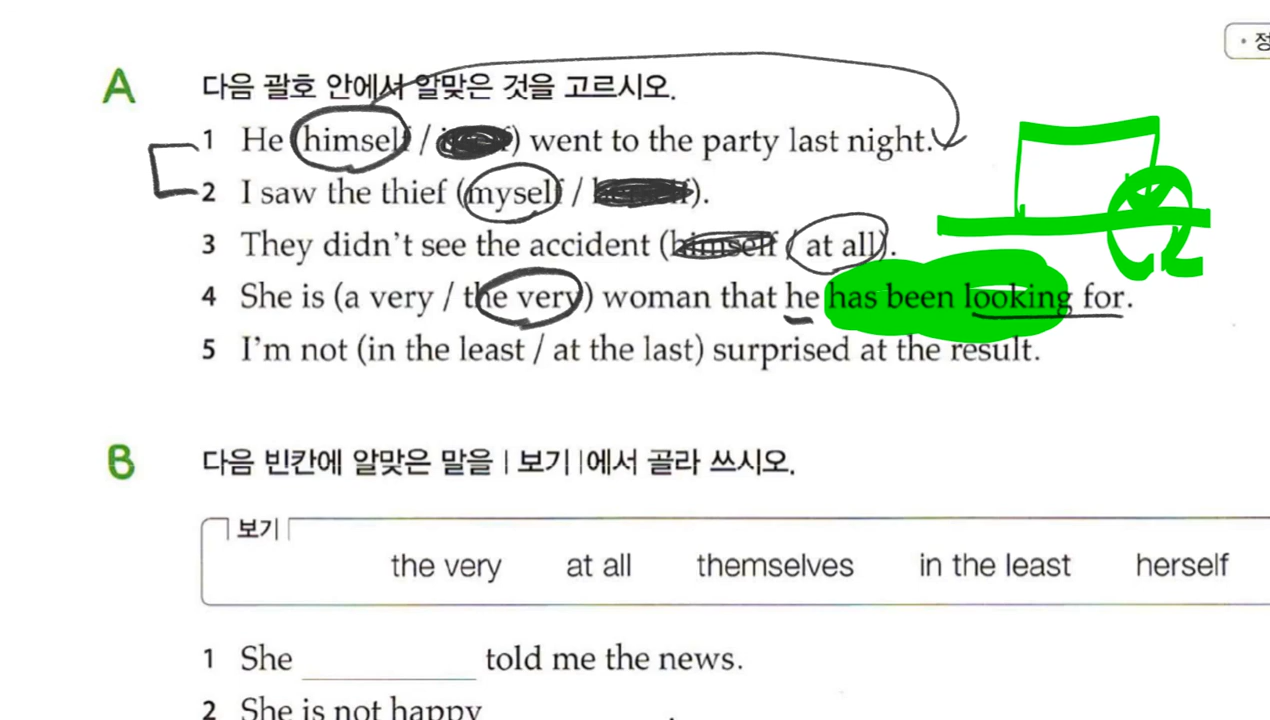 · 정
A 다음 괄호 안에서 알맞은 것을 고르시오.
1 He (himself / ) went to the party last night.
2 I saw the thief (myself / ).
3 They didn't see the accident (himself / at all).
4 She is (a very / the very) woman that he has been looking for.
5 I'm not (in the least / at the last) surprised at the result.
B 다음 빈칸에 알맞은 말을 | 보기 |에서 골라 쓰시오.
보기
the very at all themselves in the least herself
1 She ________ told me the news.
2 She is not happy ________.